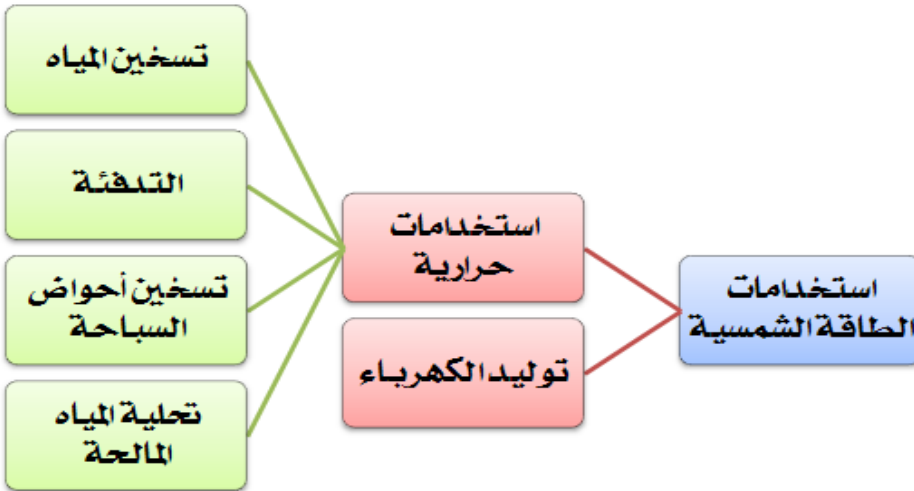 استخدامات
الطاقة الشمسية
استخدامات
حرارية
توليد الكهرباء
تسخين المياه
التدفئة
تسخين أحواض
السباحة
تحلية المياه
المالحة